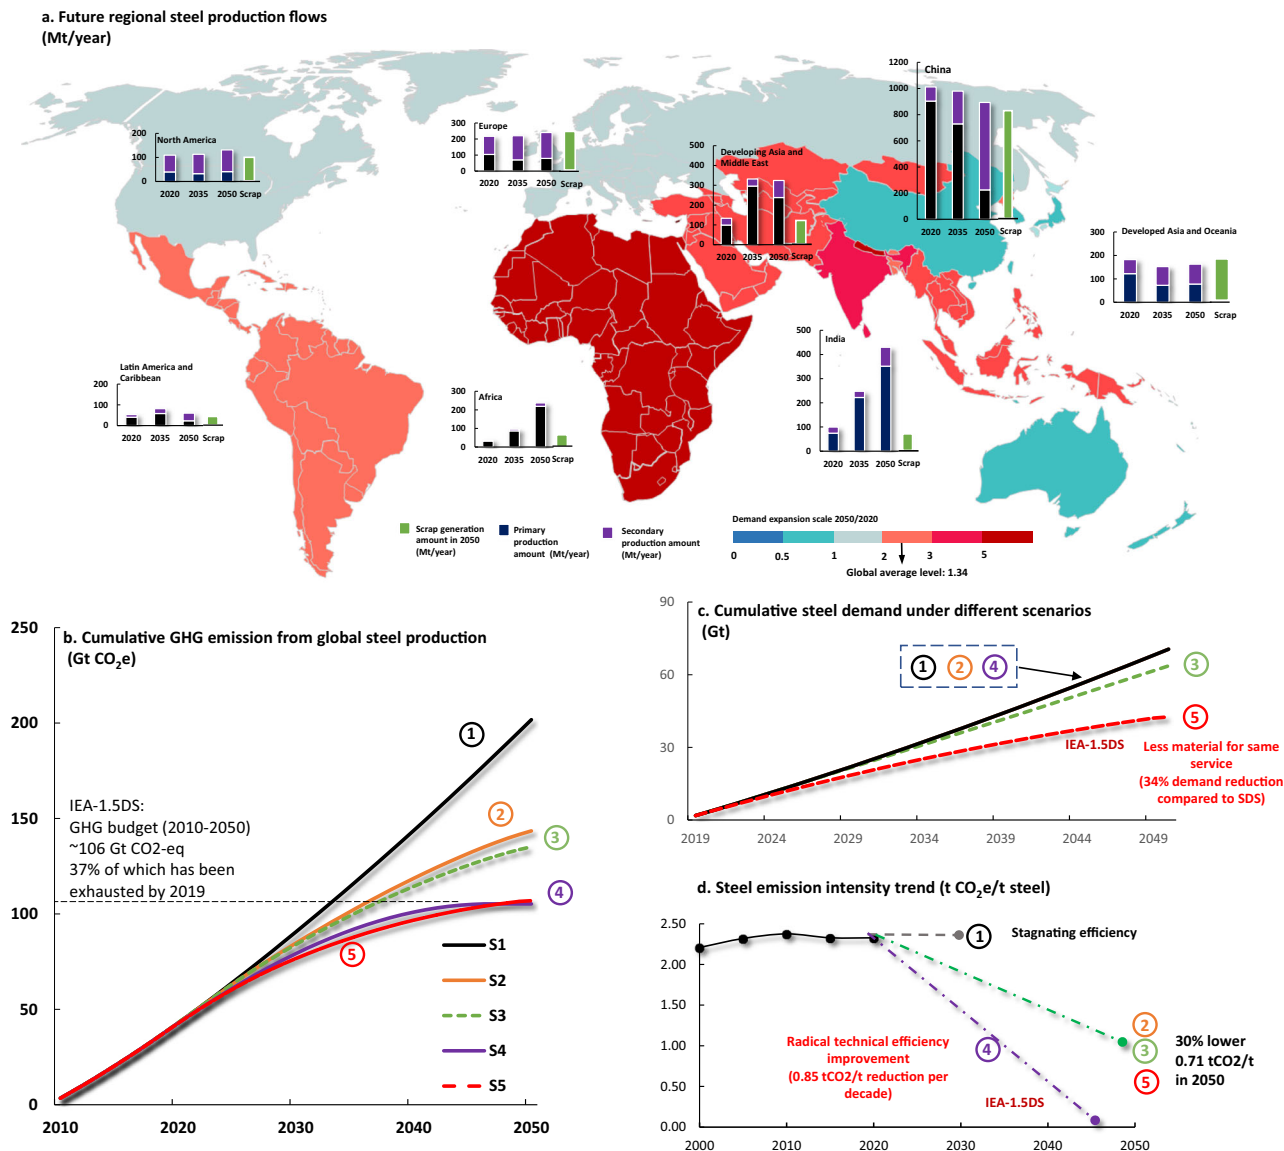 a. Future regional steel production flows
(Mt/year)
North America
200
100
0
2020 2035 2050 Scrap
Europe
300
200
100
0
2020 2035 2050 Scrap
Developing Asia and
Middle East
500
400
300
200
100
0
2020 2035 2050 Scrap
China
1200
1000
800
600
400
200
0
2020 2035 2050 Scrap
Developed Asia and Oceania
300
200
100
0
2020 2035 2050 Scrap
Latin America and
Caribbean
200
100
0
2020 2035 2050 Scrap
Africa
300
200
100
0
2020 2035 2050 Scrap
India
500
400
300
200
100
0
2020 2035 2050 Scrap
Scrap generation
amount in 2050
(Mt/year)
Primary
production
amount (Mt/year)
Secondary
production amount
(Mt/year)
Demand expansion scale 2050/2020
0 0.5 1 2 3 5
Global average level: 1.34
b. Cumulative GHG emission from global steel production
(Gt CO2e)
250
200
150
100
50
0
2010 2020 2030 2040 2050
IEA-1.5DS:
GHG budget (2010-2050)
~106 Gt CO2-eq
37% of which has been
exhausted by 2019
1
2
3
4
5
S1
S2
S3
S4
S5
c. Cumulative steel demand under different scenarios
(Gt)
90
60
30
0
2019 2024 2029 2034 2039 2044 2049
1 2 4
3
5
IEA-1.5DS
Less material for same
service
(34% demand reduction
compared to SDS)
d. Steel emission intensity trend (t CO2e/t steel)
2.50
2.00
1.50
1.00
0.50
0.00
2000 2010 2020 2030 2040 2050
1
Stagnating efficiency
Radical technical efficiency
improvement
(0.85 tCO2/t reduction per
decade)
4
IEA-1.5DS
2
3
5
30% lower
0.71 tCO2/t
in 2050